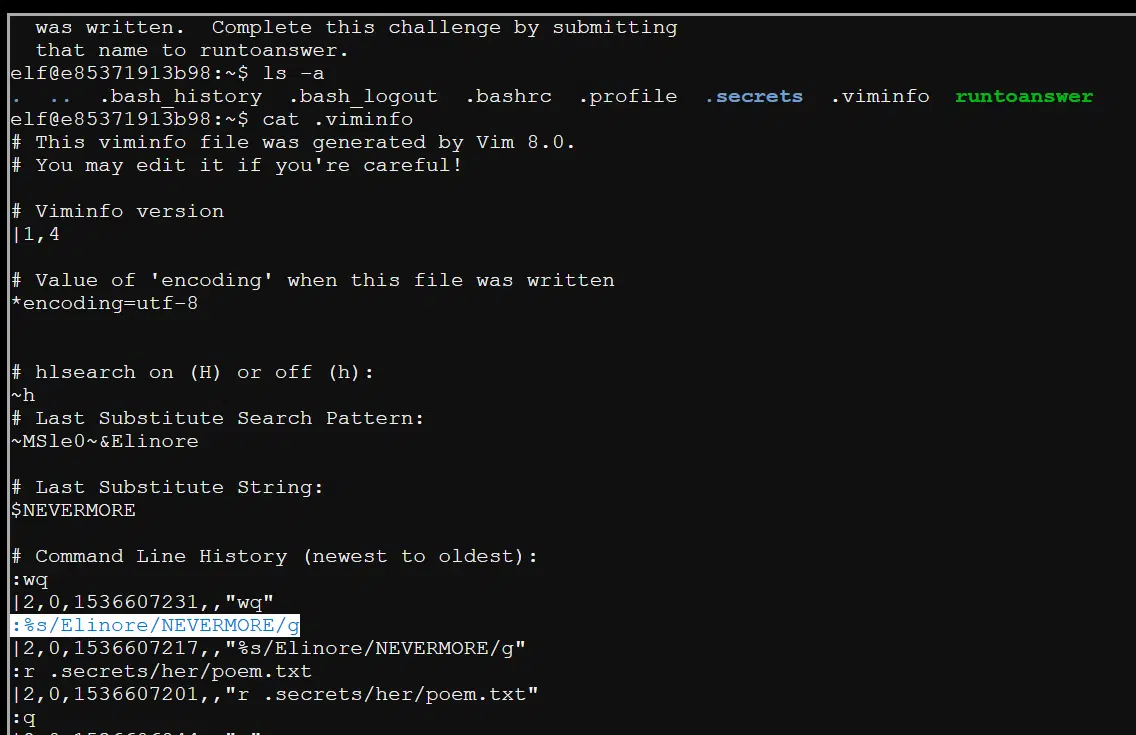 was written.  Complete this challenge by submitting
that name to runtoanswer.
elf@e85371913b98:~$ ls -a
.  ..  .bash_history  .bash_logout  .bashrc  .profile  .secrets  .viminfo  runtoanswer
elf@e85371913b98:~$ cat .viminfo
# This viminfo file was generated by Vim 8.0.
# You may edit it if you're careful!
# Viminfo version
|1,4
# Value of 'encoding' when this file was written
*encoding=utf-8
# hlsearch on (H) or off (h):
~h
# Last Substitute Search Pattern:
~MSle0~&Elinore
# Last Substitute String:
$NEVERMORE
# Command Line History (newest to oldest):
:wq
|2,0,1536607231,,"wq"
:%s/Elinore/NEVERMORE/g
|2,0,1536607217,,"%s/Elinore/NEVERMORE/g"
:r .secrets/her/poem.txt
|2,0,1536607201,,"r .secrets/her/poem.txt"
:q